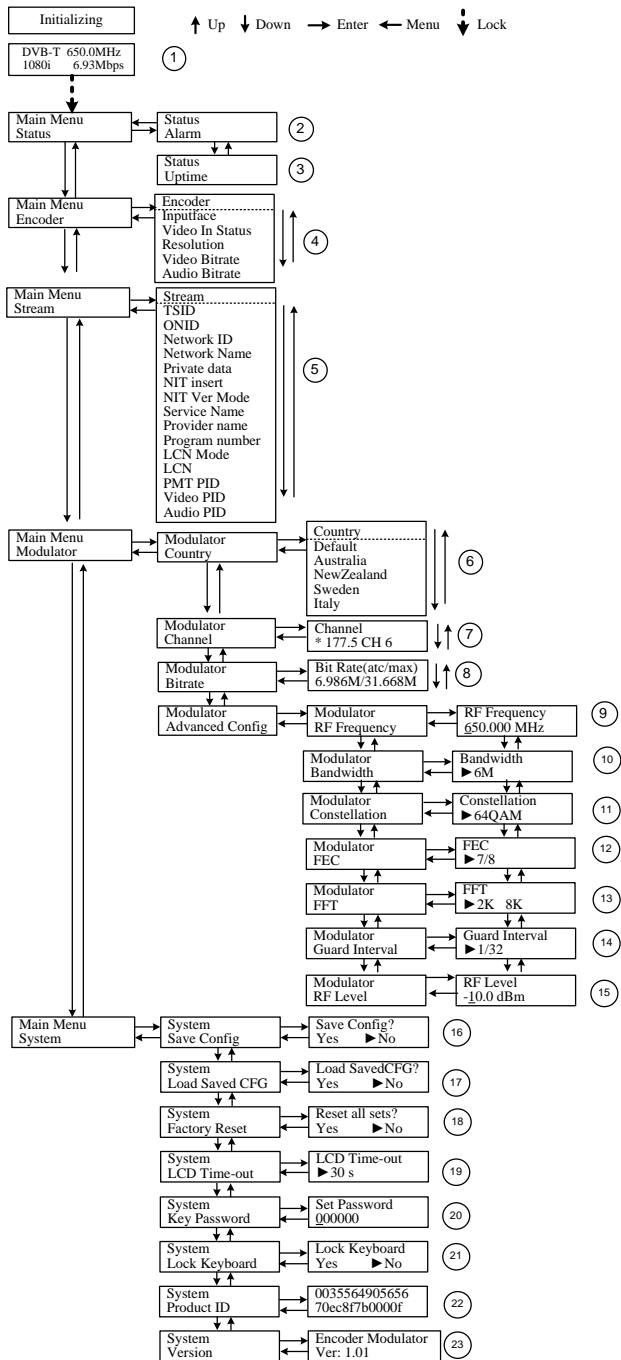 Initializing
Up Down Enter Menu Lock
DVB-T 650.0MHz
1080i 6.93Mbps
1
Main Menu
Status
Status
Alarm
2
Status
Uptime
3
Main Menu
Encoder
Encoder
Inputface
Video In Status
Resolution
Video Bitrate
Audio Bitrate
4
Main Menu
Stream
Stream
TSID
ONID
Network ID
Network Name
Private data
NIT insert
NIT Ver Mode
Service Name
Provider name
Program number
LCN Mode
LCN
PMT PID
Video PID
Audio PID
5
Main Menu
Modulator
Modulator
Country
Country
Default
Australia
NewZealand
Sweden
Italy
6
Modulator
Channel
Channel
* 177.5 CH 6
7
Modulator
Bitrate
Bit Rate(atc/max)
6.986M/31.668M
8
Modulator
Advanced Config
Modulator
RF Frequency
RF Frequency
650.000 MHz
9
Modulator
Bandwidth
Bandwidth
►6M
10
Modulator
Constellation
Constellation
►64QAM
11
Modulator
FEC
FEC
►7/8
12
Modulator
FFT
FFT
►2K 8K
13
Modulator
Guard Interval
Guard Interval
►1/32
14
Modulator
RF Level
RF Level
-10.0 dBm
15
Main Menu
System
System
Save Config
Save Config?
Yes ►No
16
System
Load Saved CFG
Load SavedCFG?
Yes ►No
17
System
Factory Reset
Reset all sets?
Yes ►No
18
System
LCD Time-out
LCD Time-out
►30 s
19
System
Key Password
Set Password
000000
20
System
Lock Keyboard
Lock Keyboard
Yes ►No
21
System
Product ID
0035564905656
70ec8f7b0000f
22
System
Version
Encoder Modulator
Ver: 1.01
23